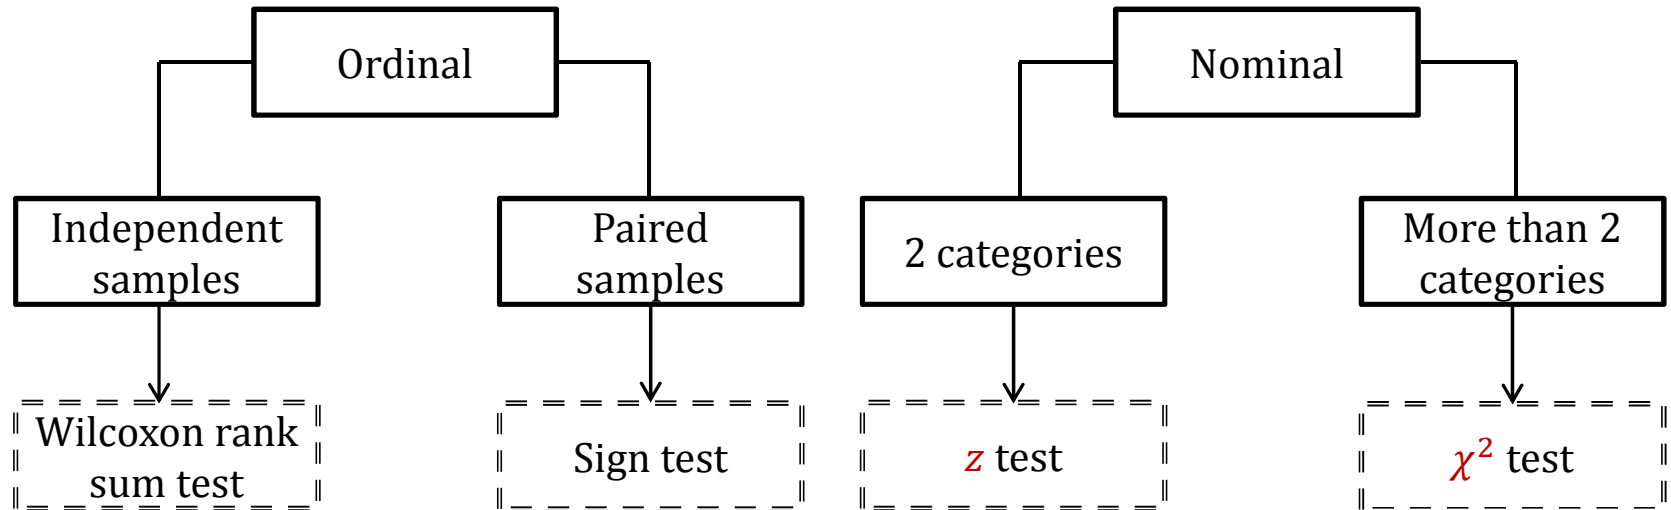 Ordinal
Nominal
Independent
samples
Paired
samples
2 categories
More than 2
categories
Wilcoxon rank
sum test
Sign test
z test
χ² test